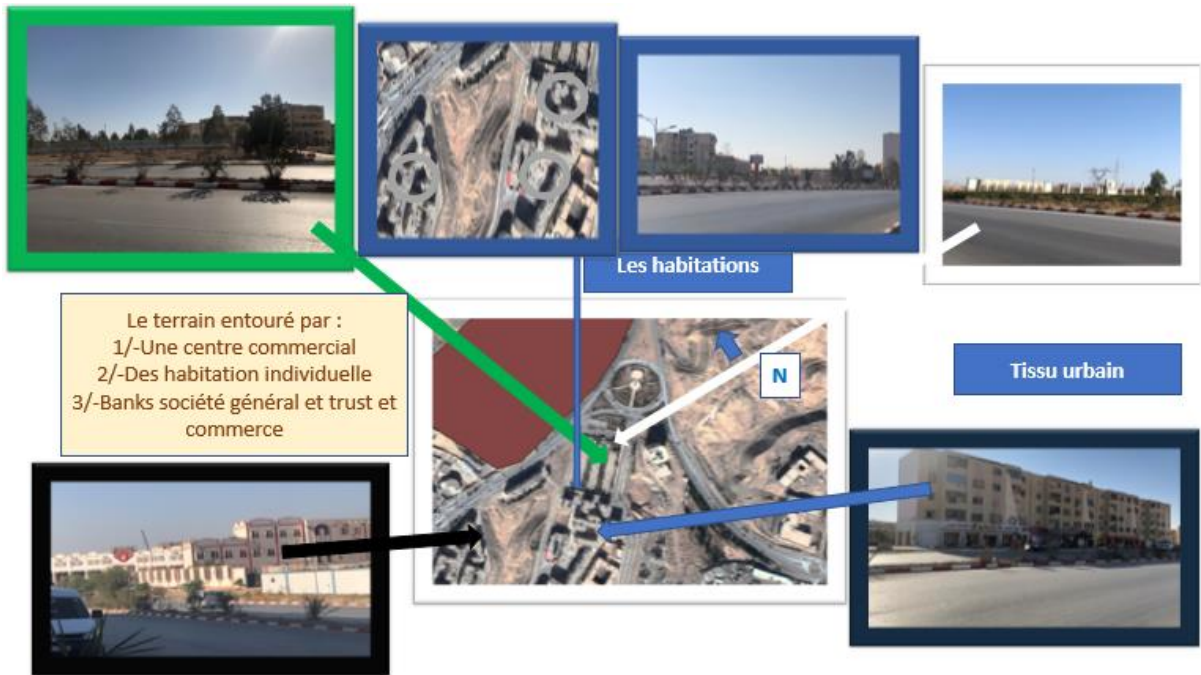 Les habitations
Le terrain entouré par :
1/-Une centre commercial
2/-Des habitation individuelle
3/-Banks société général et trust et
commerce
N
Tissu urbain